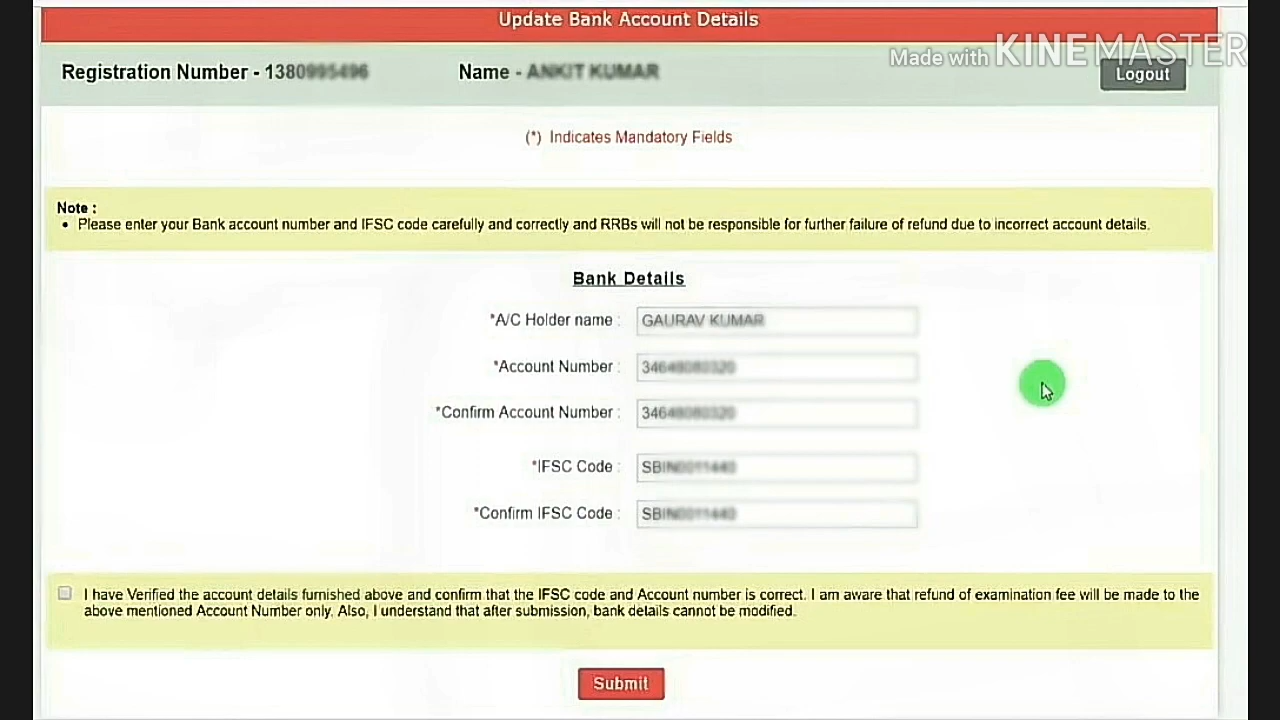 Update Bank Account Details
Made with KINEMASTER
Registration Number - 1380995496 Name - ANKIT KUMAR
Logout
(*) Indicates Mandatory Fields
Note :
• Please enter your Bank account number and IFSC code carefully and correctly and RRBs will not be responsible for further failure of refund due to incorrect account details.
Bank Details
*A/C Holder name : GAURAV KUMAR
*Account Number :
*Confirm Account Number :
*IFSC Code :
*Confirm IFSC Code :
I have Verified the account details furnished above and confirm that the IFSC code and Account number is correct. I am aware that refund of examination fee will be made to the
above mentioned Account Number only. Also, I understand that after submission, bank details cannot be modified.
Submit